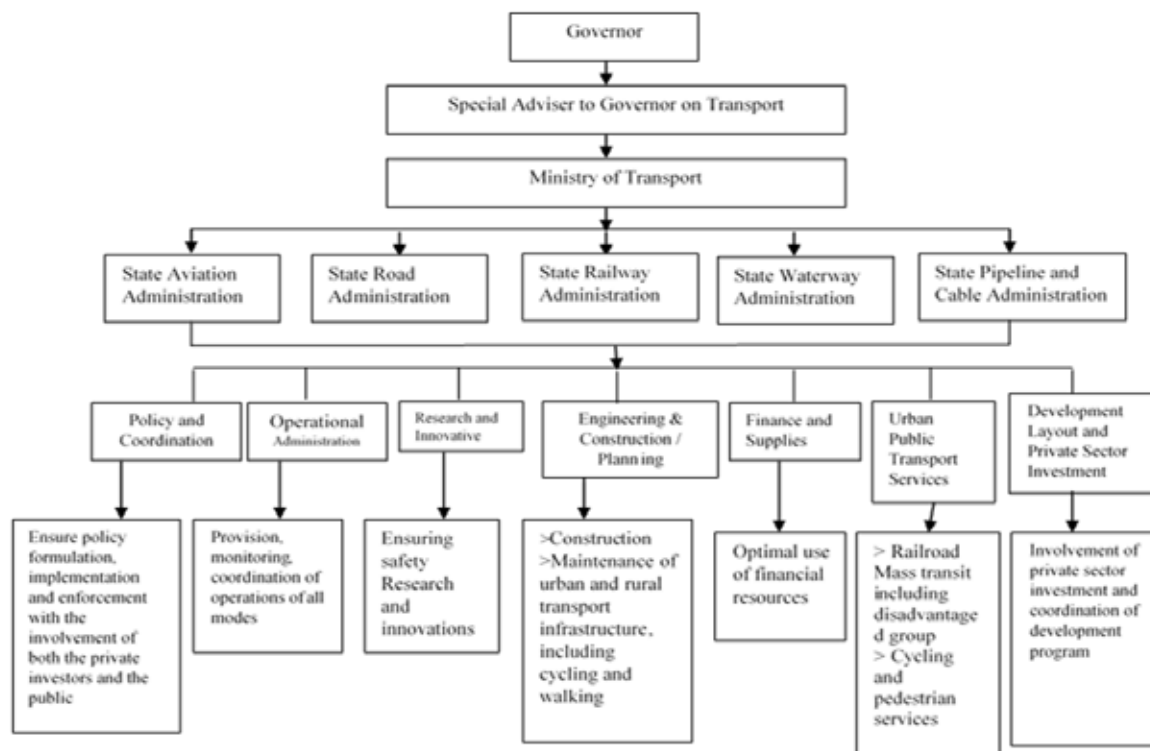 Governor
Special Adviser to Governor on Transport
Ministry of Transport
State Aviation
Administration
State Road
Administration
State Railway
Administration
State Waterway
Administration
State Pipeline and
Cable Administration
Policy and
Coordination
Operational
Administration
Research and
Innovative
Engineering &
Construction /
Planning
Finance and
Supplies
Urban
Public
Transport
Services
Development
Layout and
Private Sector
Investment
Ensure policy
formulation,
implementation
and enforcement
with the
involvement of
both the private
investors and the
public
Provision,
monitoring,
coordination of
operations of all
modes
Ensuring
safety
Research
and
innovations
>Construction
>Maintenance of
urban and rural
transport
infrastructure,
including
cycling and
walking
Optimal use
of financial
resources
> Railroad
Mass transit
including
disadvantage
d group
> Cycling
and
pedestrian
services
Involvement of
private sector
investment and
coordination of
development
program